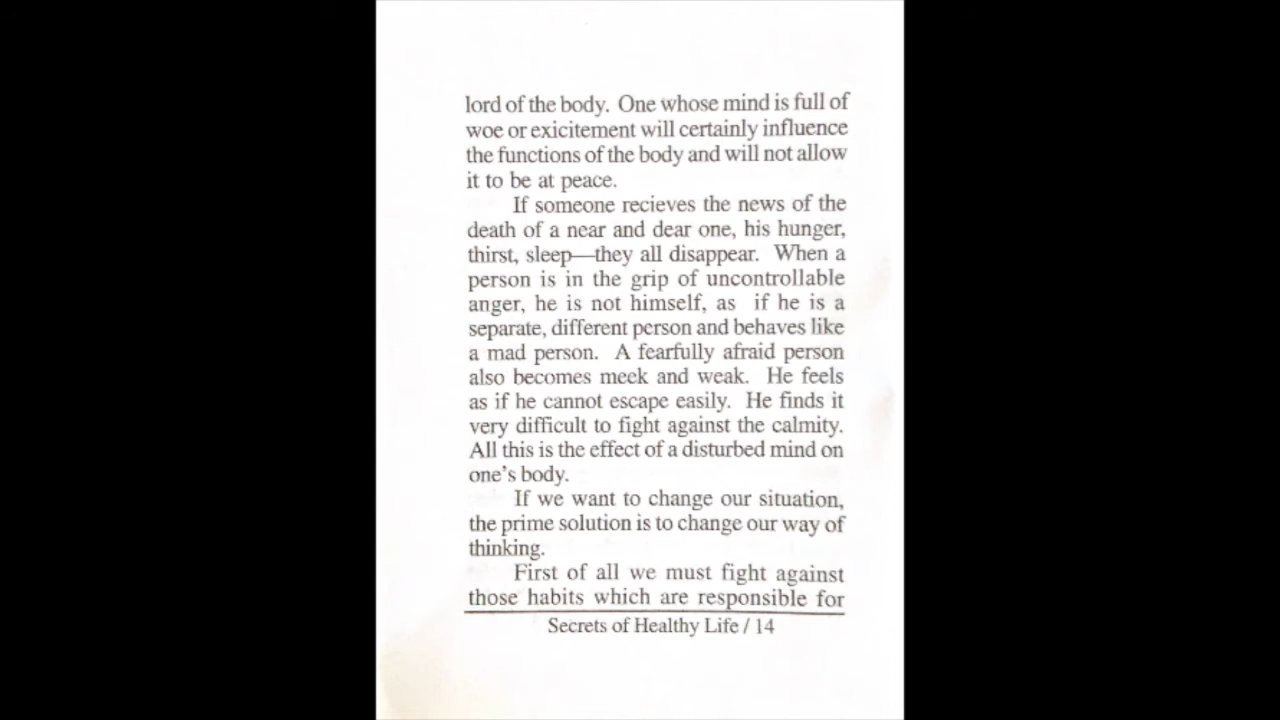 lord of the body. One whose mind is full of
woe or exicitement will certainly influence
the functions of the body and will not allow
it to be at peace.
If someone recieves the news of the
death of a near and dear one, his hunger,
thirst, sleep—they all disappear. When a
person is in the grip of uncontrollable
anger, he is not himself, as if he is a
separate, different person and behaves like
a mad person. A fearfully afraid person
also becomes meek and weak. He feels
as if he cannot escape easily. He finds it
very difficult to fight against the calmity.
All this is the effect of a disturbed mind on
one's body.
If we want to change our situation,
the prime solution is to change our way of
thinking.
First of all we must fight against
those habits which are responsible for
Secrets of Healthy Life / 14